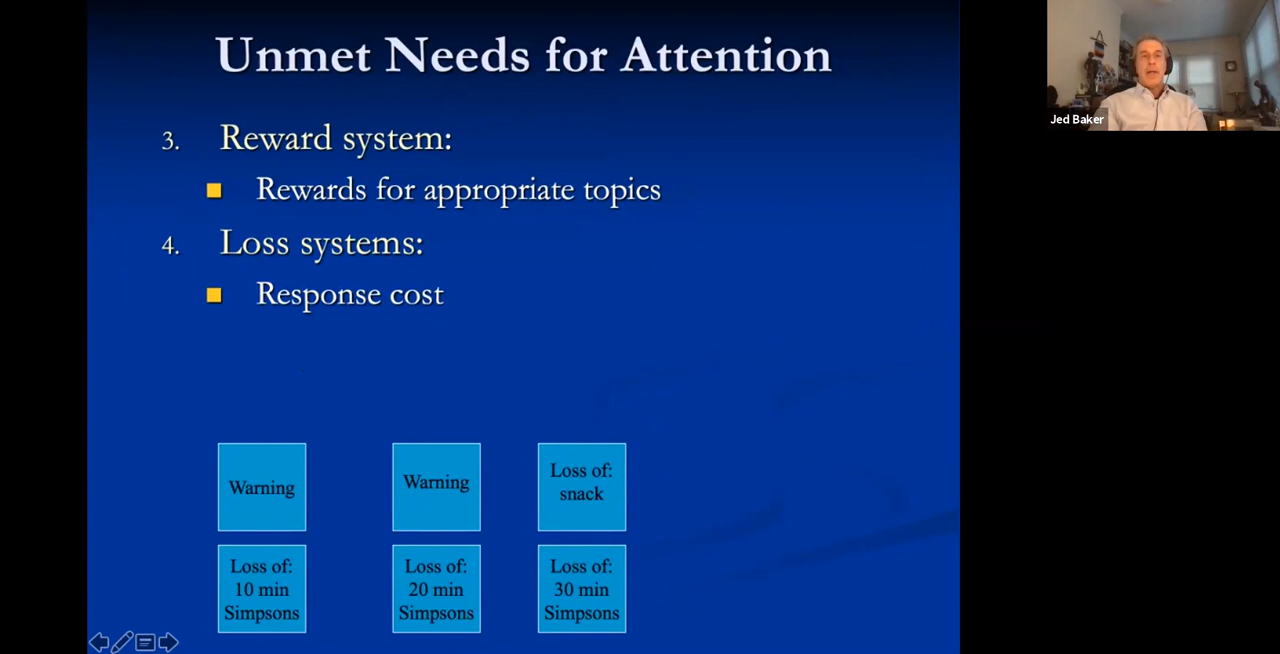 Unmet Needs for Attention
3. Reward system:
Rewards for appropriate topics
4. Loss systems:
Response cost
Warning
Warning
Loss of:
snack
Loss of:
10 min
Simpsons
Loss of:
20 min
Simpsons
Loss of:
30 min
Simpsons
Jed Baker